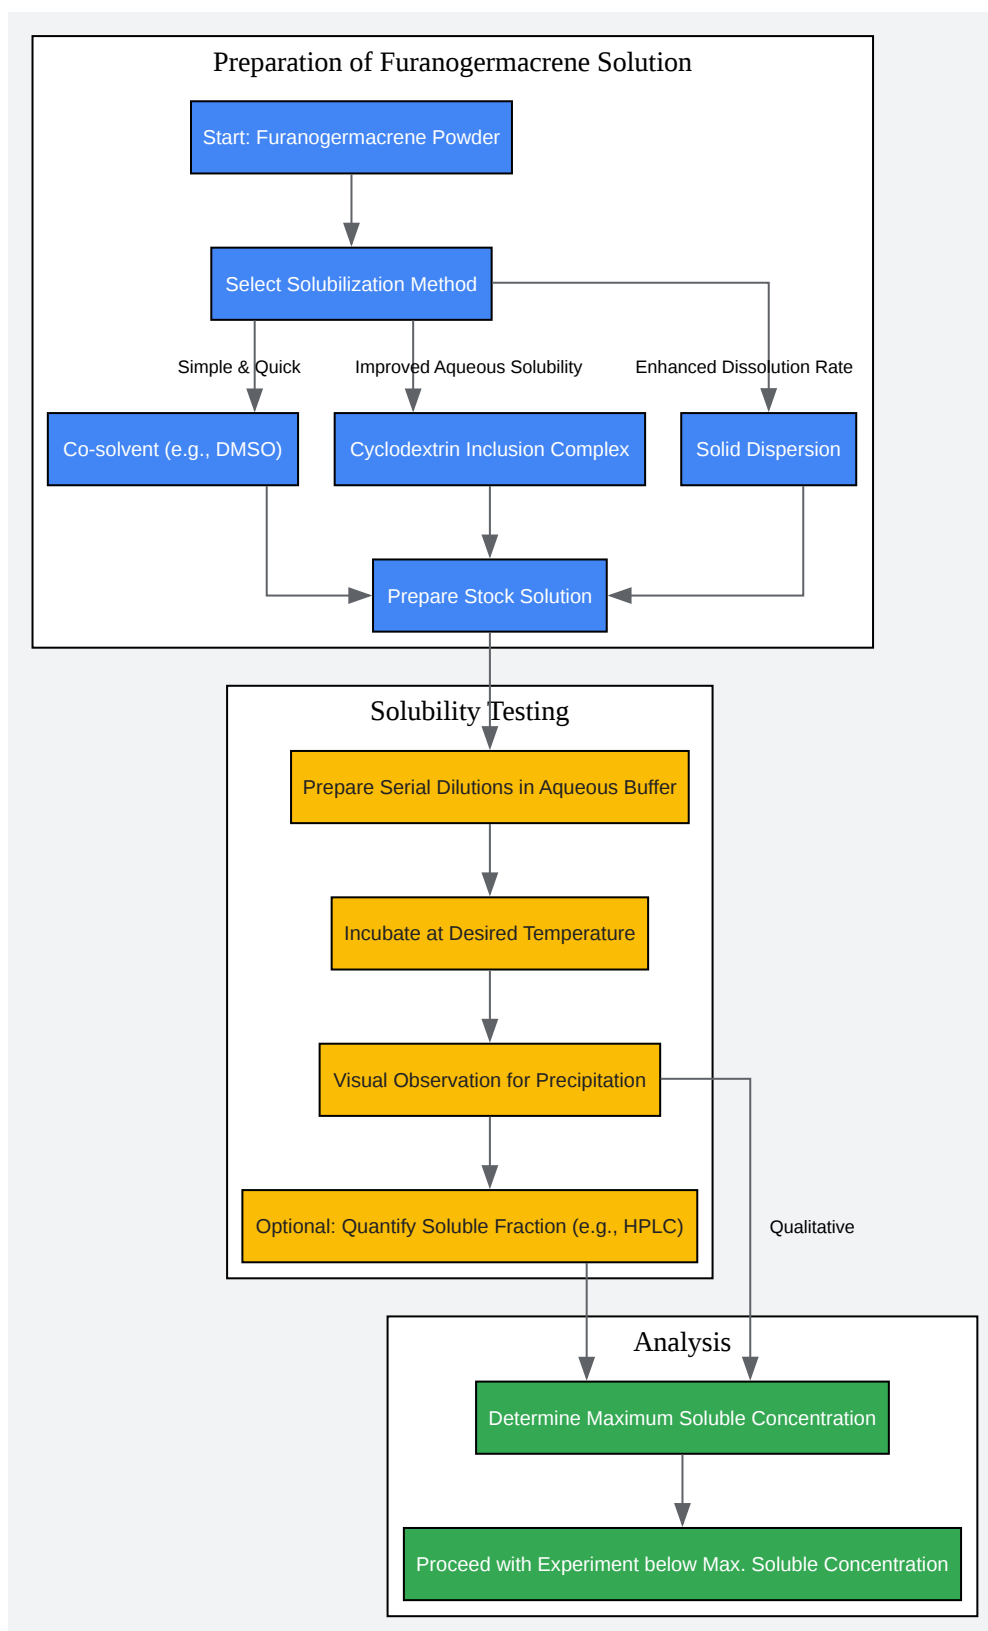 Preparation of Furanogermacrene Solution
Start: Furanogermacrene Powder
Select Solubilization Method
Simple & Quick
Improved Aqueous Solubility
Enhanced Dissolution Rate
Co-solvent (e.g., DMSO)
Cyclodextrin Inclusion Complex
Solid Dispersion
Prepare Stock Solution
Solubility Testing
Prepare Serial Dilutions in Aqueous Buffer
Incubate at Desired Temperature
Visual Observation for Precipitation
Optional: Quantify Soluble Fraction (e.g., HPLC)
Qualitative
Analysis
Determine Maximum Soluble Concentration
Proceed with Experiment below Max. Soluble Concentration